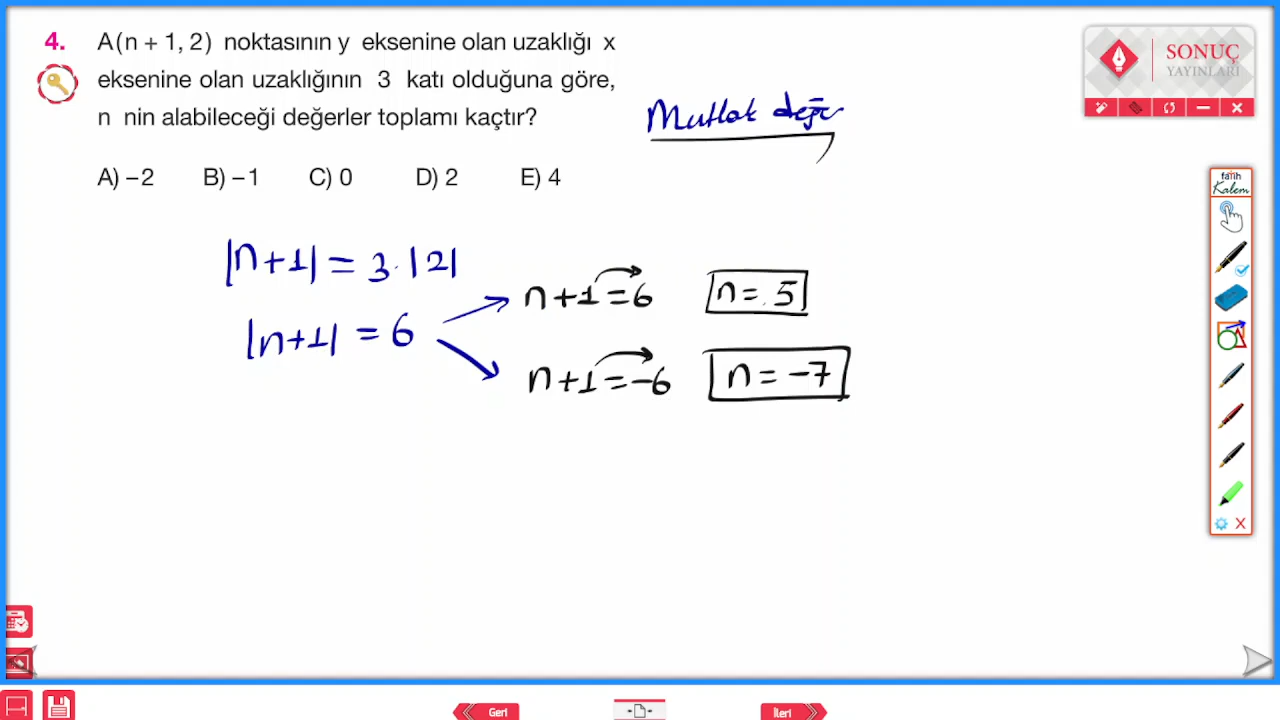 4. A(n + 1, 2) noktasının y eksenine olan uzaklığı x
eksenine olan uzaklığının 3 katı olduğuna göre,
n nin alabileceği değerler toplamı kaçtır?
A) –2 B) –1 C) 0 D) 2 E) 4
Mutlak değer
|n+1| = 3.|2|
|n+1| = 6
n+1=6 n=5
n+1=-6 n=-7
SONUÇ
YAYINLARI
fatih
Kalem
Geri
İleri